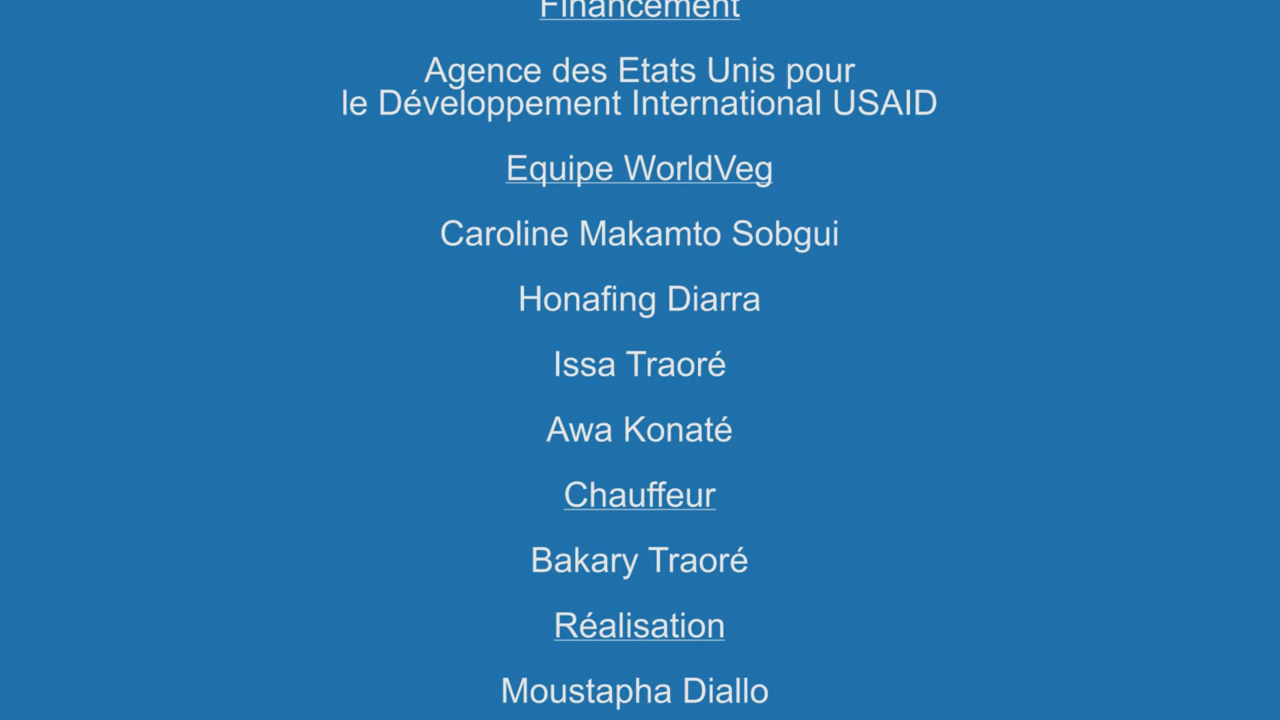 Financement
Agence des Etats Unis pour
le Développement International USAID
Equipe WorldVeg
Caroline Makamto Sobgui
Honafing Diarra
Issa Traoré
Awa Konaté
Chauffeur
Bakary Traoré
Réalisation
Moustapha Diallo